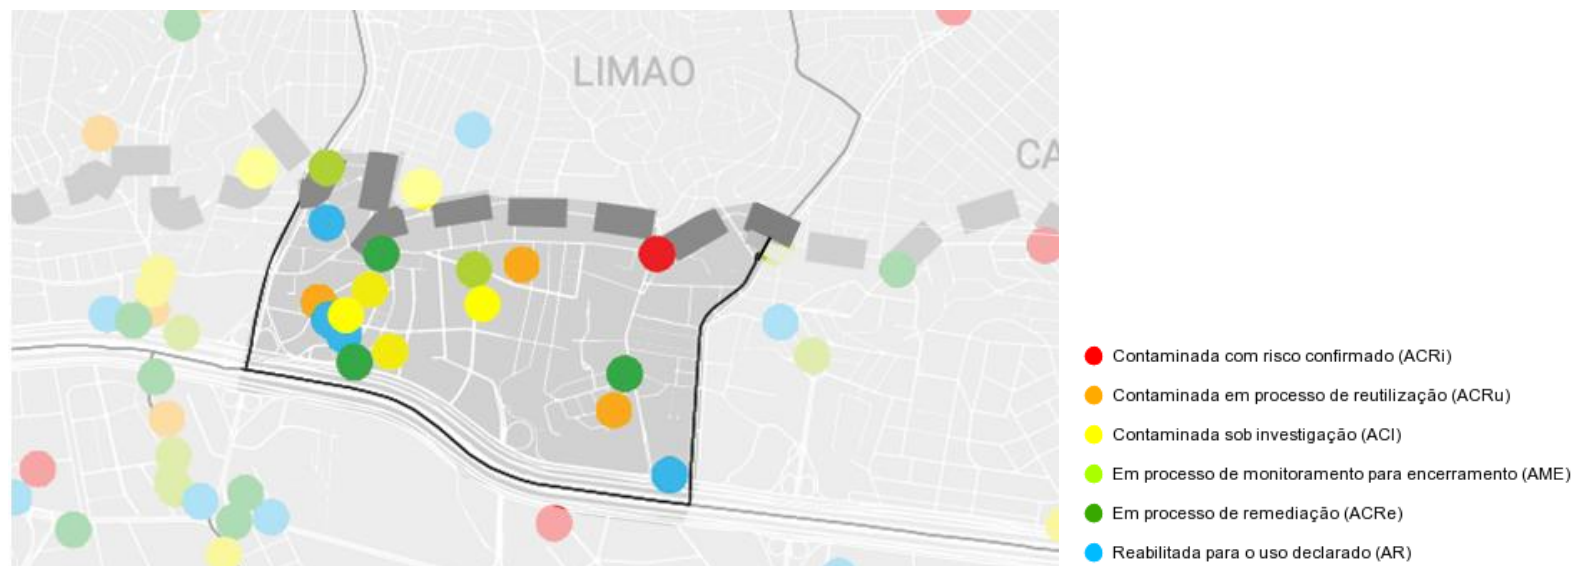 LIMAO
CA
Contaminada com risco confirmado (ACRi)
Contaminada em processo de reutilização (ACRu)
Contaminada sob investigação (ACI)
Em processo de monitoramento para encerramento (AME)
Em processo de remediação (ACRe)
Reabilitada para o uso declarado (AR)